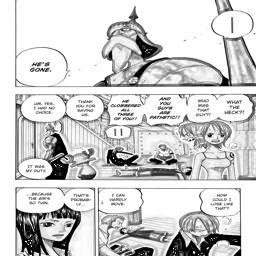 HE'S
GONE.
WHAT
THE
HECK?!
WHO
WAS
THAT
GUY?
AND
YOU
GUYS
ARE
PATHETIC!!
HE
CLOBBERED
ALL
THREE
OF YOU!!
THANK
YOU FOR
SAVING
US.
UM, YES.
I HAD NO
CHOICE.
IT WAS
MY DUTY.
HOW
COULD I
LOSE LIKE
THAT?
I CAN
HARDLY
MOVE.
THAT'S
PROBAB-
LY...
...BECAUSE
THE AIR'S
SO THIN.